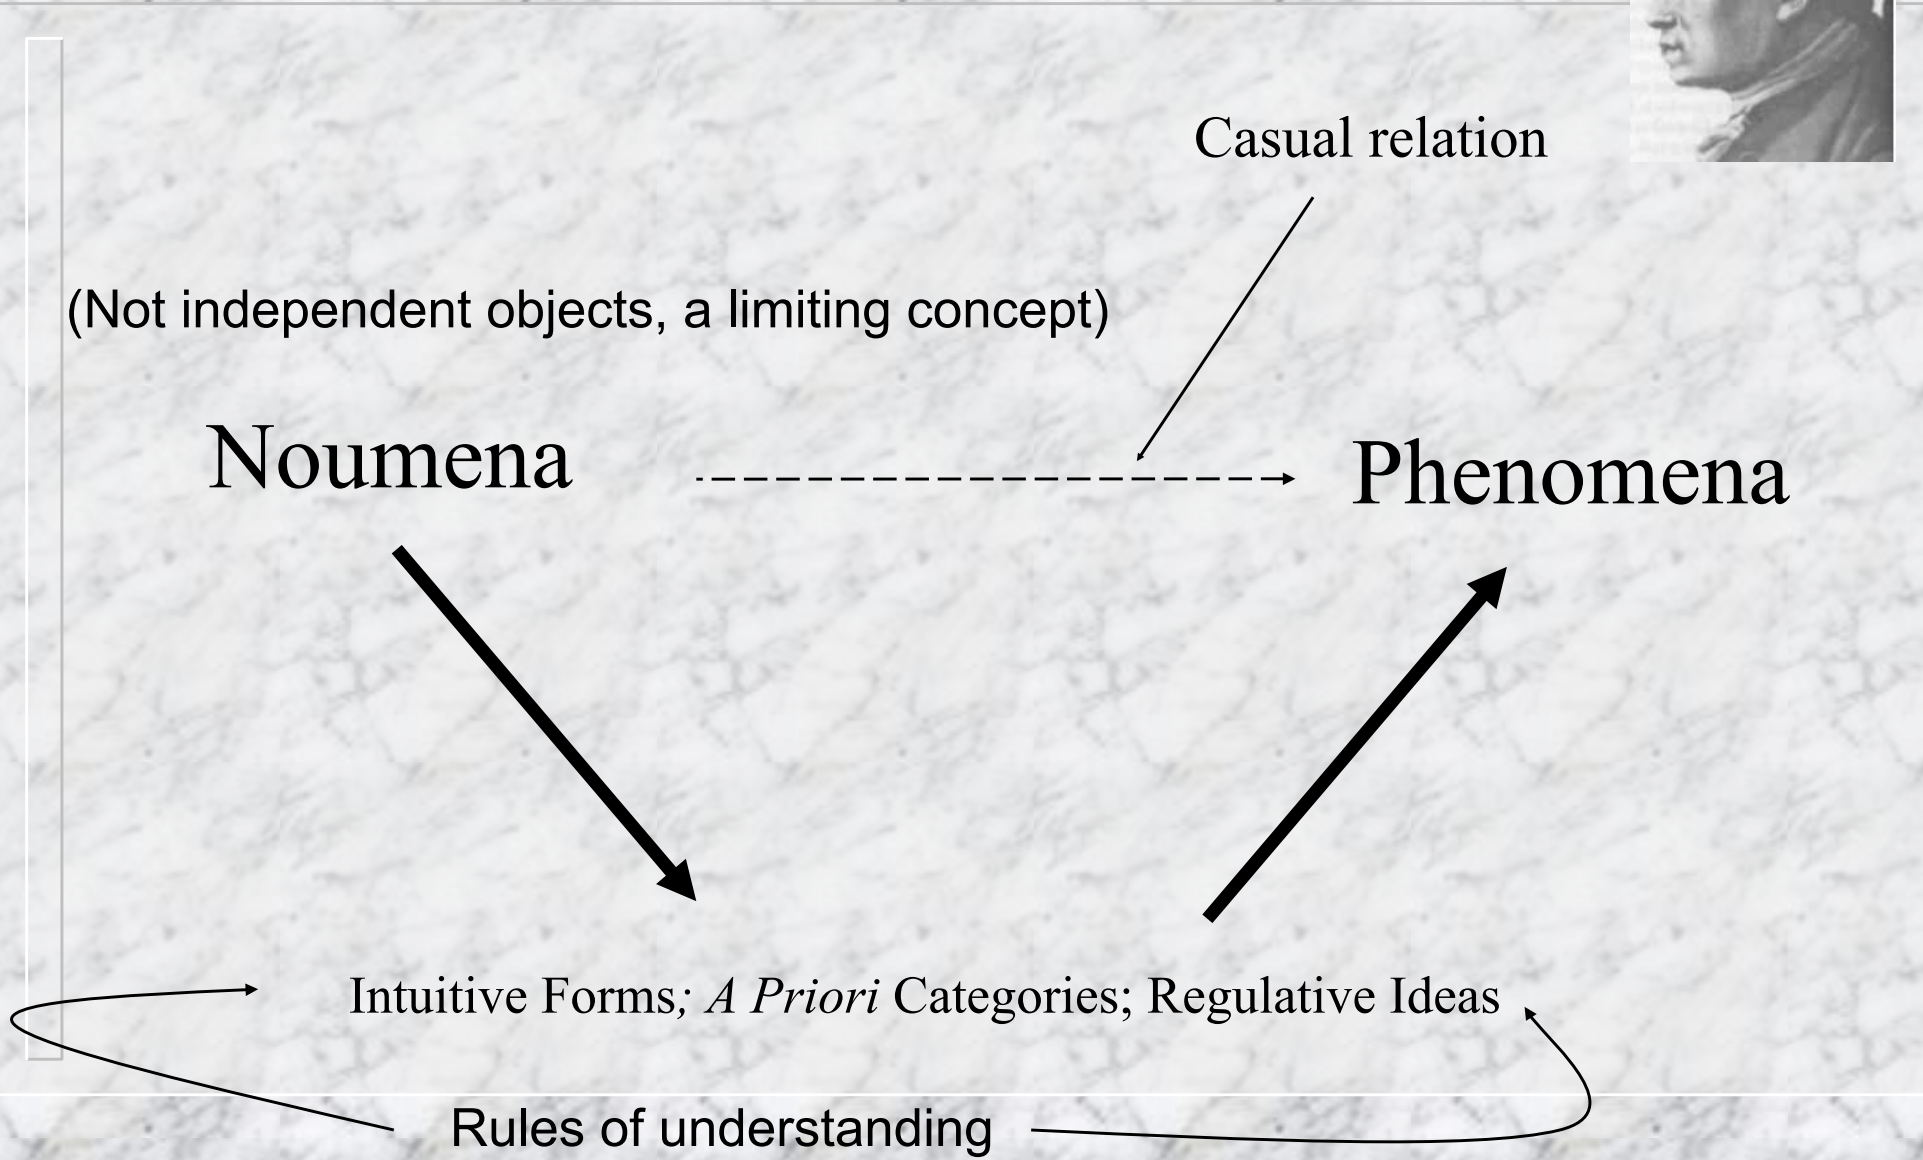 Casual relation
(Not independent objects, a limiting concept)
Noumena
Phenomena
Intuitive Forms; A Priori Categories; Regulative Ideas
Rules of understanding